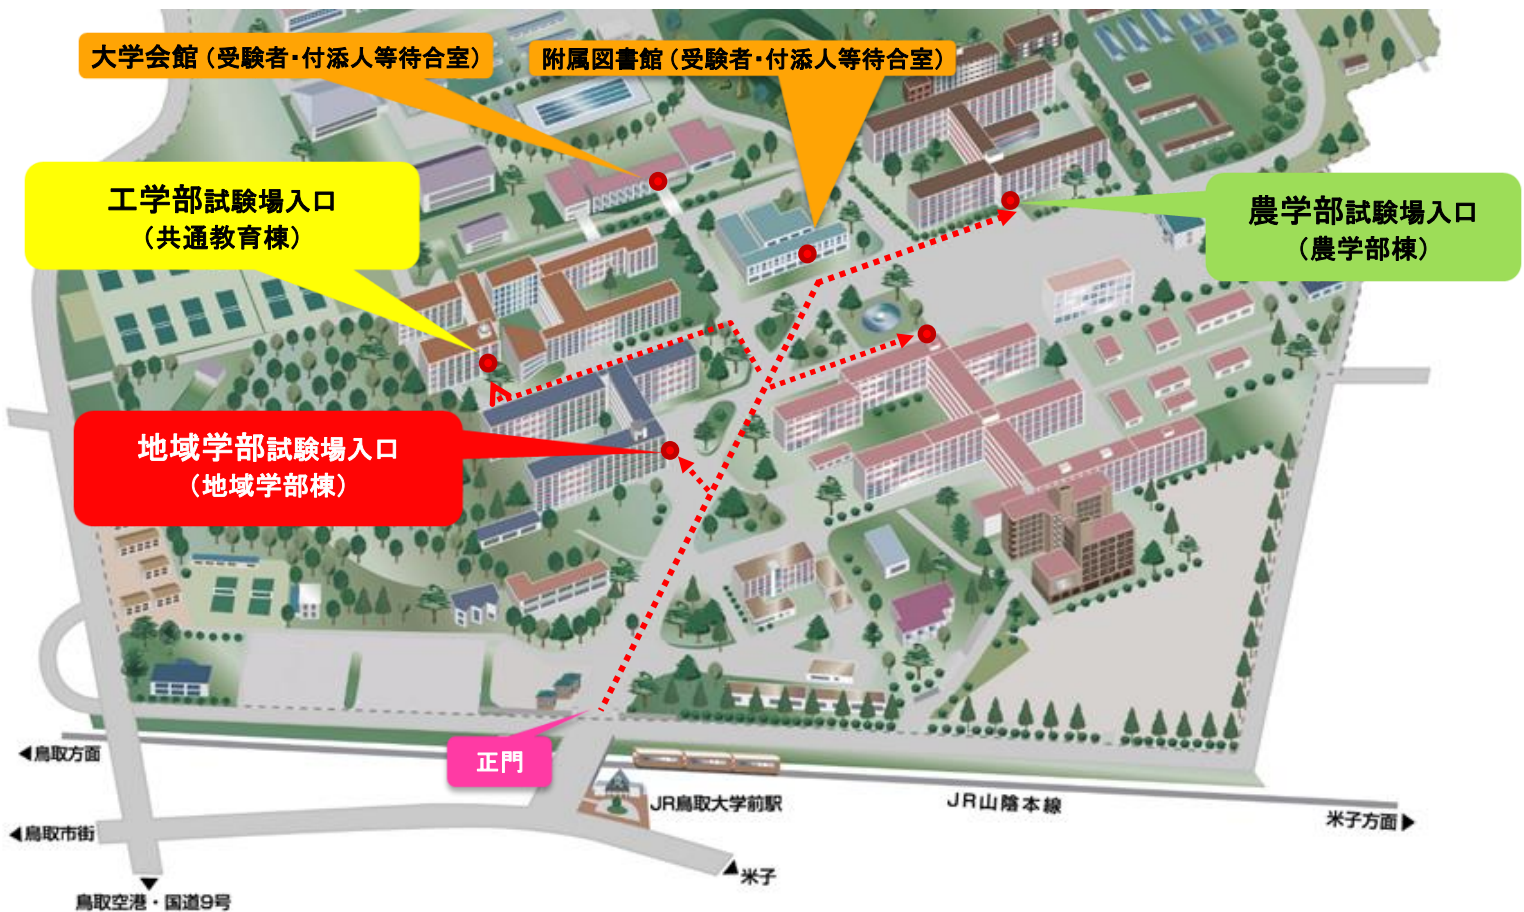 大学会館（受験者・付添人等待合室）
附属図書館（受験者・付添人等待合室）
工学部試験場入口
（共通教育棟）
農学部試験場入口
（農学部棟）
地域学部試験場入口
（地域学部棟）
正門
◀鳥取方面
JR鳥取大学前駅
JR山陰本線
米子方面▶
◀鳥取市街
米子
鳥取空港・国道9号